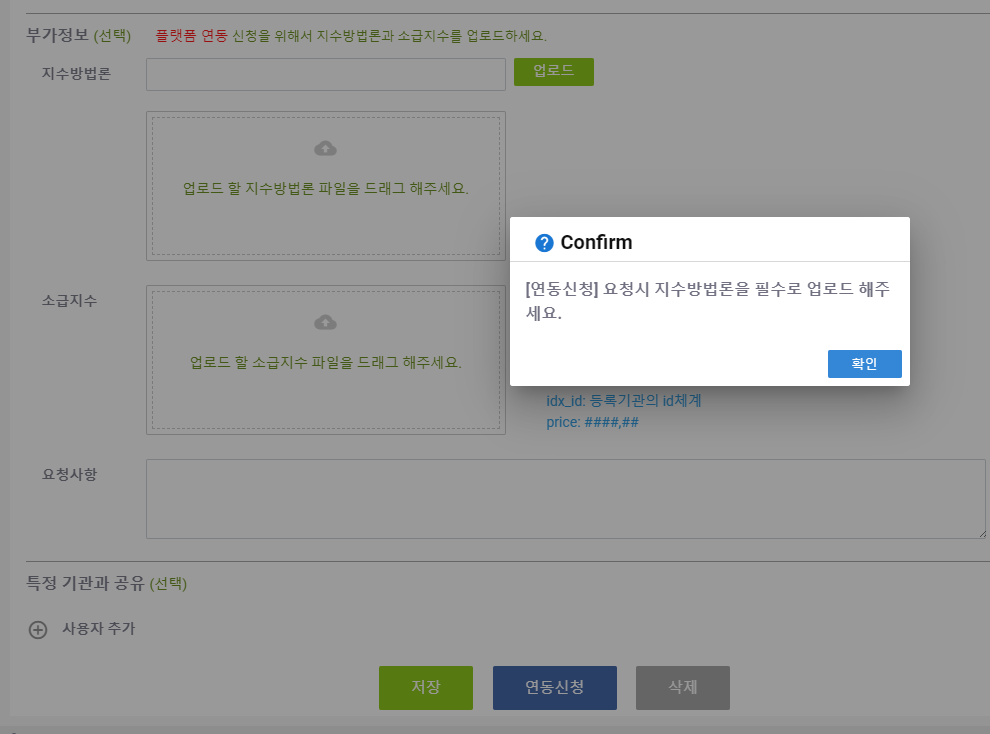 부가정보 (선택) 플랫폼 연동 신청을 위해서 지수방법론과 소급지수를 업로드하세요.
지수방법론 업로드
업로드 할 지수방법론 파일을 드래그 해주세요.
Confirm
[연동신청] 요청시 지수방법론을 필수로 업로드 해주
세요.
확인
소급지수
업로드 할 소급지수 파일을 드래그 해주세요.
idx_id: 등록기관의 id체계
price: ####,##
요청사항
특정 기관과 공유 (선택)
사용자 추가
저장 연동신청 삭제